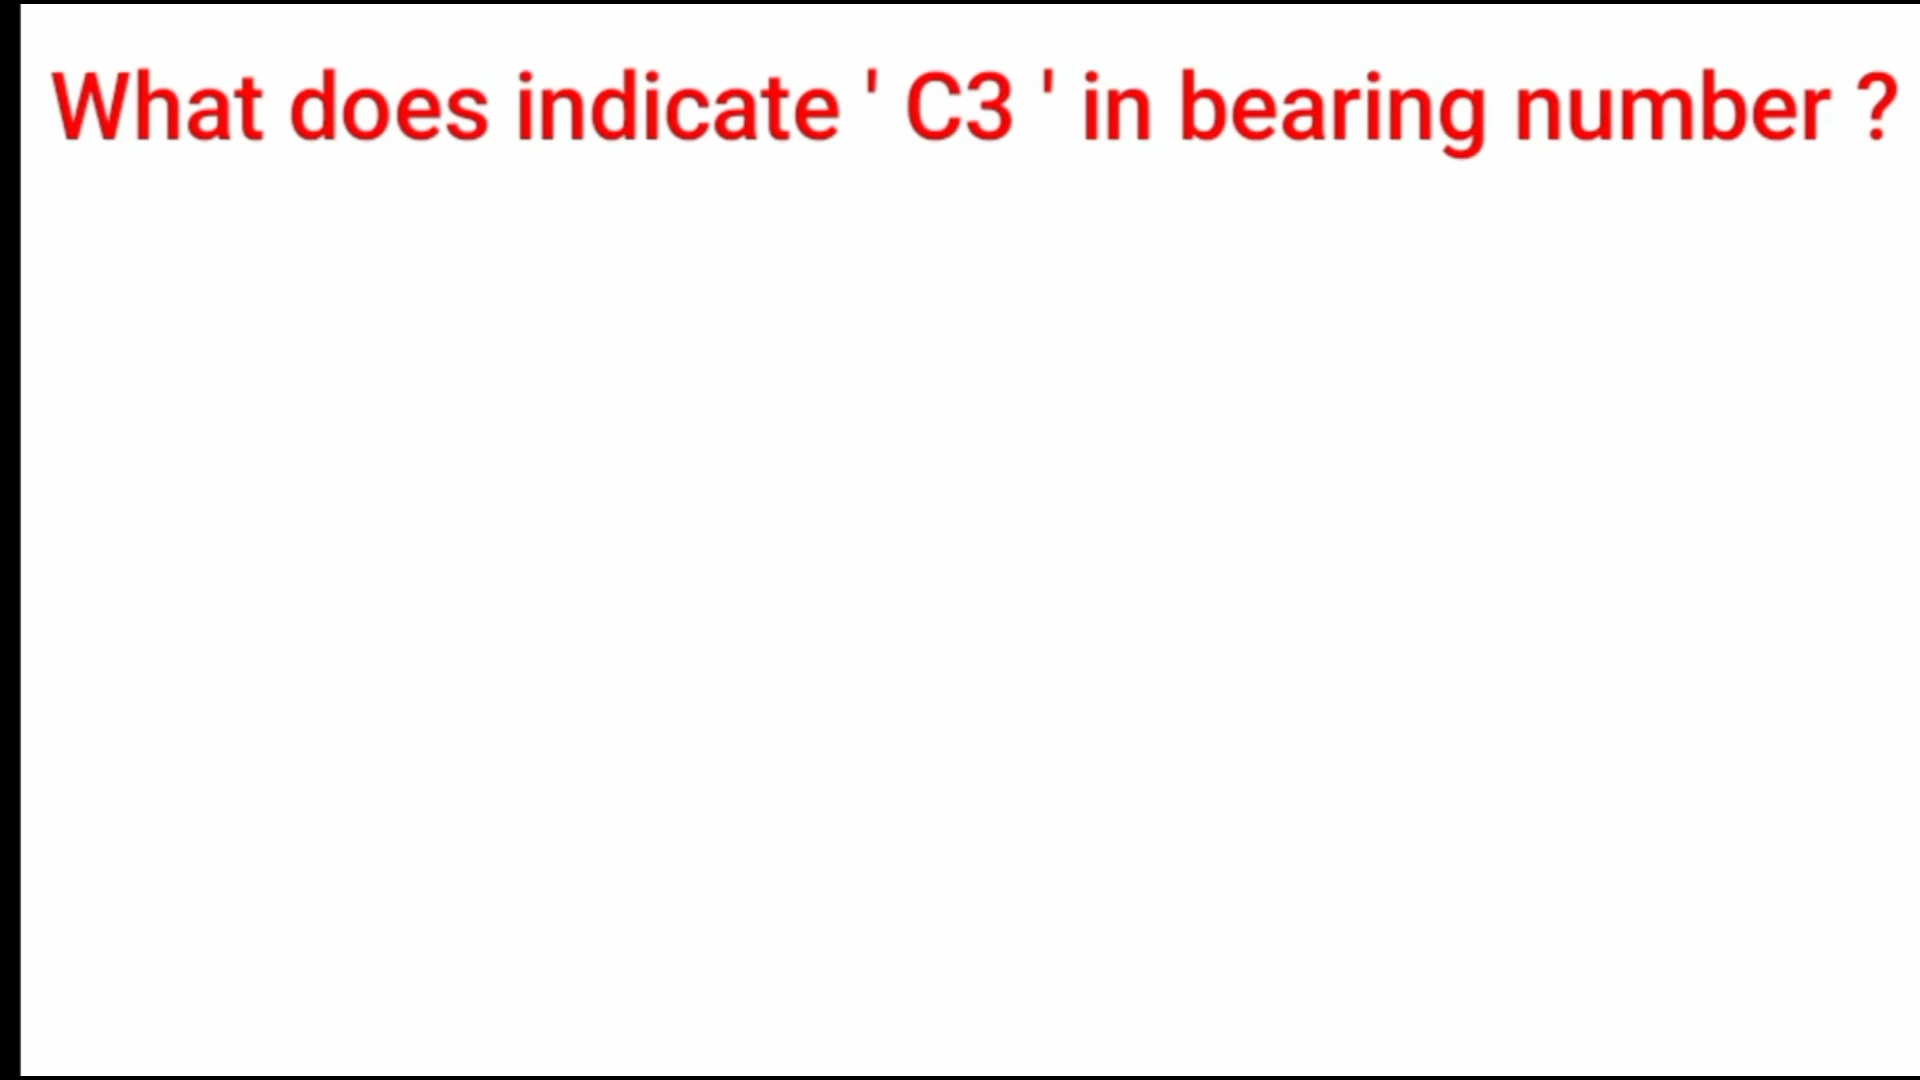 What does indicate ' C3 ' in bearing number ?